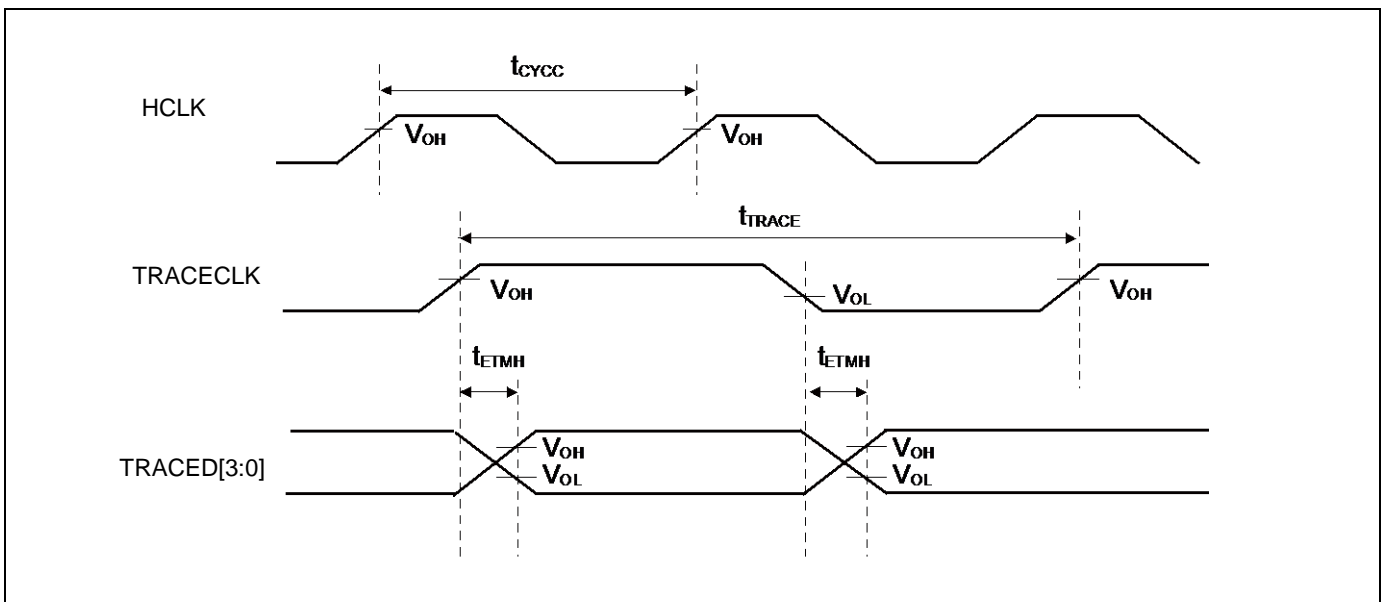 tCYCC
HCLK
VOH VOH
tTRACE
TRACECLK
VOH VOL VOH
tETMH tETMH
VOH VOH
TRACED[3:0]
VOL VOL